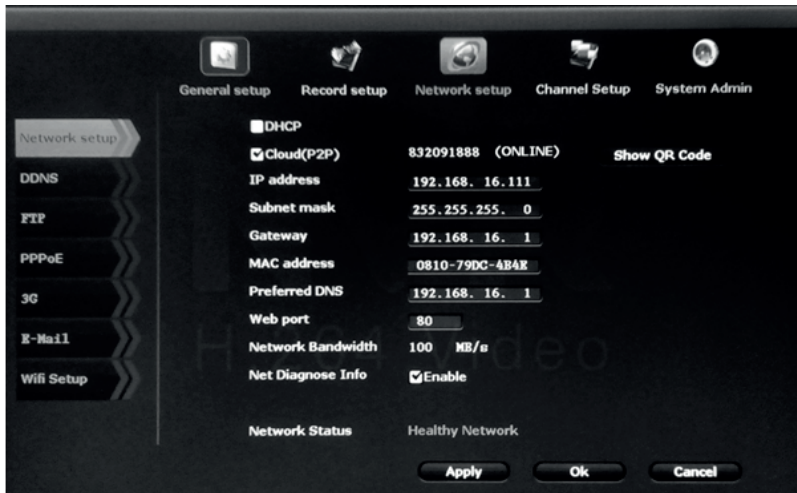 General setup
Record setup
Network setup
Channel Setup
System Admin
Network setup
DDNS
FTP
PPPoE
3G
E-Mail
Wifi Setup
DHCP
Cloud(P2P) 832091888 (ONLINE) Show QR Code
IP address 192.168. 16.111
Subnet mask 255.255.255. 0
Gateway 192.168. 16. 1
MAC address 0810-79DC-4B4E
Preferred DNS 192.168. 16. 1
Web port 80
Network Bandwidth 100 MB/s
Net Diagnose Info Enable
Network Status Healthy Network
Apply Ok Cancel
H.264 Video